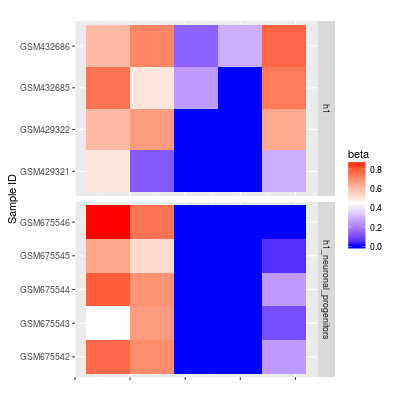 GSM432686
GSM432685
GSM429322
GSM429321
h1
GSM675546
GSM675545
GSM675544
GSM675543
GSM675542
h1_neuronal_progenitors
Sample ID
beta
0.8
0.6
0.4
0.2
0.0